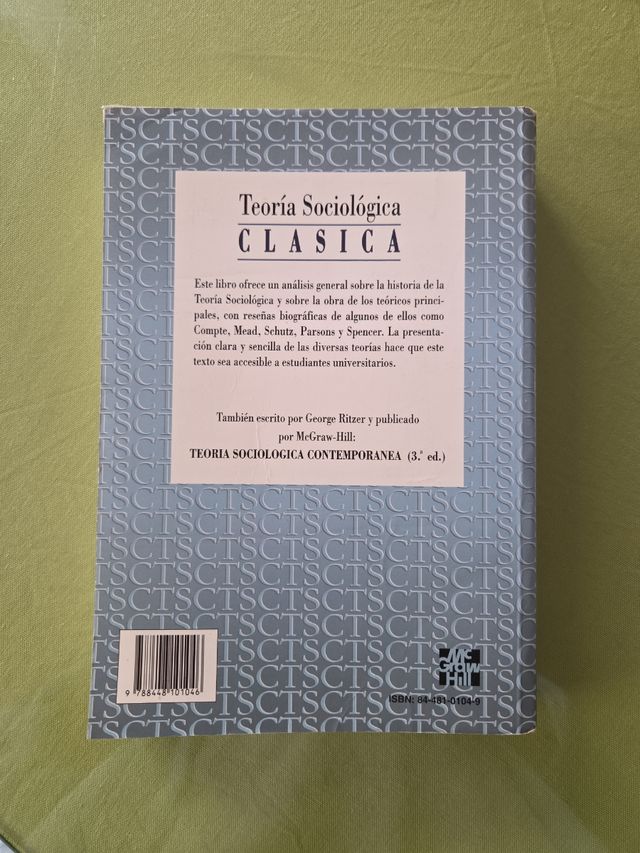 TSCTSCTSCTSCTSCTSC
Teoría Sociológica
CLASICA
Este libro ofrece un análisis general sobre la historia de la
Teoría Sociológica y sobre la obra de los teóricos princi-
pales, con reseñas biográficas de algunos de ellos como
Compte, Mead, Schutz, Parsons y Spencer. La presenta-
ción clara y sencilla de las diversas teorías hace que este
texto sea accesible a estudiantes universitarios.
También escrito por George Ritzer y publicado
por McGraw-Hill:
TEORIA SOCIOLOGICA CONTEMPORANEA (3.ª ed.)
9 788448 101046
Mc
Graw
Hill
ISBN: 84-481-0104-9